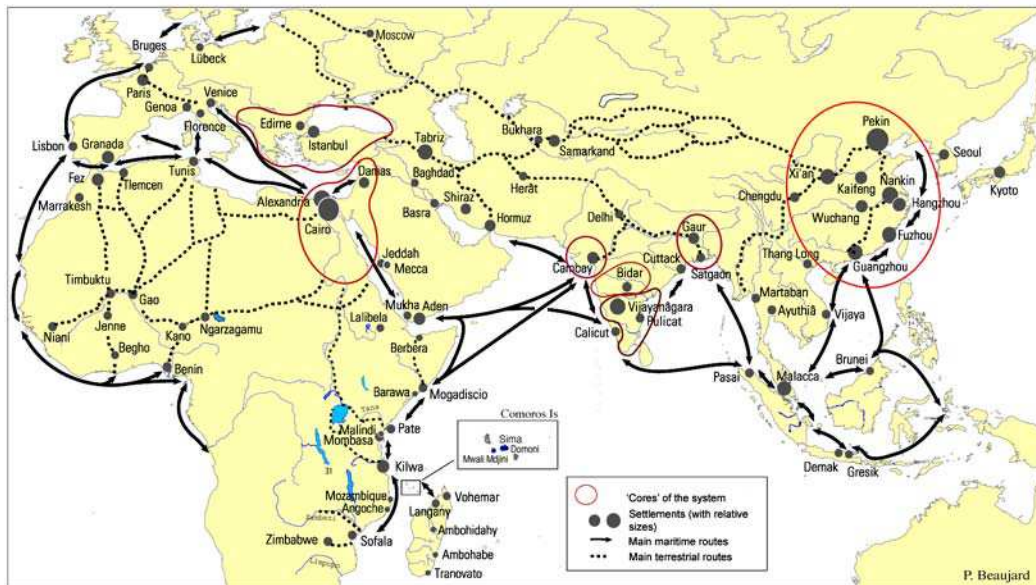 Moscow
Bruges
Lübeck
Paris
Venice
Genoa
Florence
Lisbon
Granada
Fez
Tlemcen
Tunis
Marrakesh
Edirne
Istanbul
Tabriz
Bukhara
Samarkand
Pekin
Seoul
Kyoto
Xi'an
Kaifeng
Nankin
Hangzhou
Chengdu
Wuchang
Fuzhou
Guangzhou
Damas
Baghdad
Alexandria
Cairo
Basra
Shiraz
Herât
Hormuz
Delhi
Gaur
Cambay
Cuttack
Satgaon
Bidar
Thang Long
Jeddah
Mecca
Martaban
Ayuthiâ
Vijaya
Timbuktu
Gao
Mukha
Aden
Lalibela
Vijayanâgara
Pulicat
Calicut
Niani
Jenne
Kano
Ngarzagamu
Begho
Benin
Berbera
Barawa
Mogadiscio
Pasai
Malacca
Brunei
Comoros Is
Sima
Domoni
Mwali Mdjini
Tana
Malindi
Pate
Mombasa
Kilwa
Demak
Gresik
Mozambique
Angoche
Langany
Vohemar
Zimbabwe
Sofala
Limpopo
Ambohidahy
Ambohabe
Tranovato
'Cores' of the system
Settlements (with relative
sizes)
Main maritime routes
Main terrestrial routes
P. Beaujard